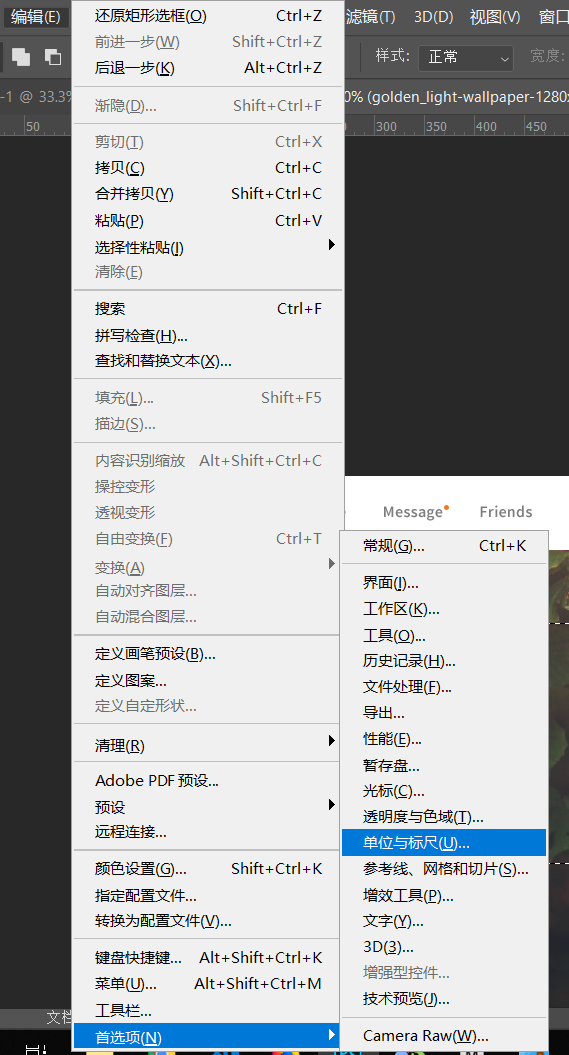 编辑(E)
滤镜(T) 3D(D) 视图(V) 窗口
样式: 正常 宽度:
-1 @ 33.3%
0% (golden_light-wallpaper-1280x
50
300 350 400 450
还原矩形选框(O) Ctrl+Z
前进一步(W) Shift+Ctrl+Z
后退一步(K) Alt+Ctrl+Z
渐隐(D)... Shift+Ctrl+F
剪切(T) Ctrl+X
拷贝(C) Ctrl+C
合并拷贝(Y) Shift+Ctrl+C
粘贴(P) Ctrl+V
选择性粘贴(I)
清除(E)
搜索 Ctrl+F
拼写检查(H)...
查找和替换文本(X)...
填充(L)... Shift+F5
描边(S)...
内容识别缩放 Alt+Shift+Ctrl+C
操控变形
透视变形
自由变换(F) Ctrl+T
变换(A)
自动对齐图层...
自动混合图层...
定义画笔预设(B)...
定义图案...
定义自定形状...
清理(R)
Adobe PDF 预设...
预设
远程连接...
颜色设置(G)... Shift+Ctrl+K
指定配置文件...
转换为配置文件(V)...
键盘快捷键... Alt+Shift+Ctrl+K
菜单(U)... Alt+Shift+Ctrl+M
工具栏...
首选项(N)
Message Friends
常规(G)... Ctrl+K
界面(I)...
工作区(K)...
工具(O)...
历史记录(H)...
文件处理(F)...
导出...
性能(E)...
暂存盘...
光标(C)...
透明度与色域(T)...
单位与标尺(U)...
参考线、网格和切片(S)...
增效工具(P)...
文字(Y)...
3D(3)...
增强型控件...
技术预览(J)...
Camera Raw(W)...
文档